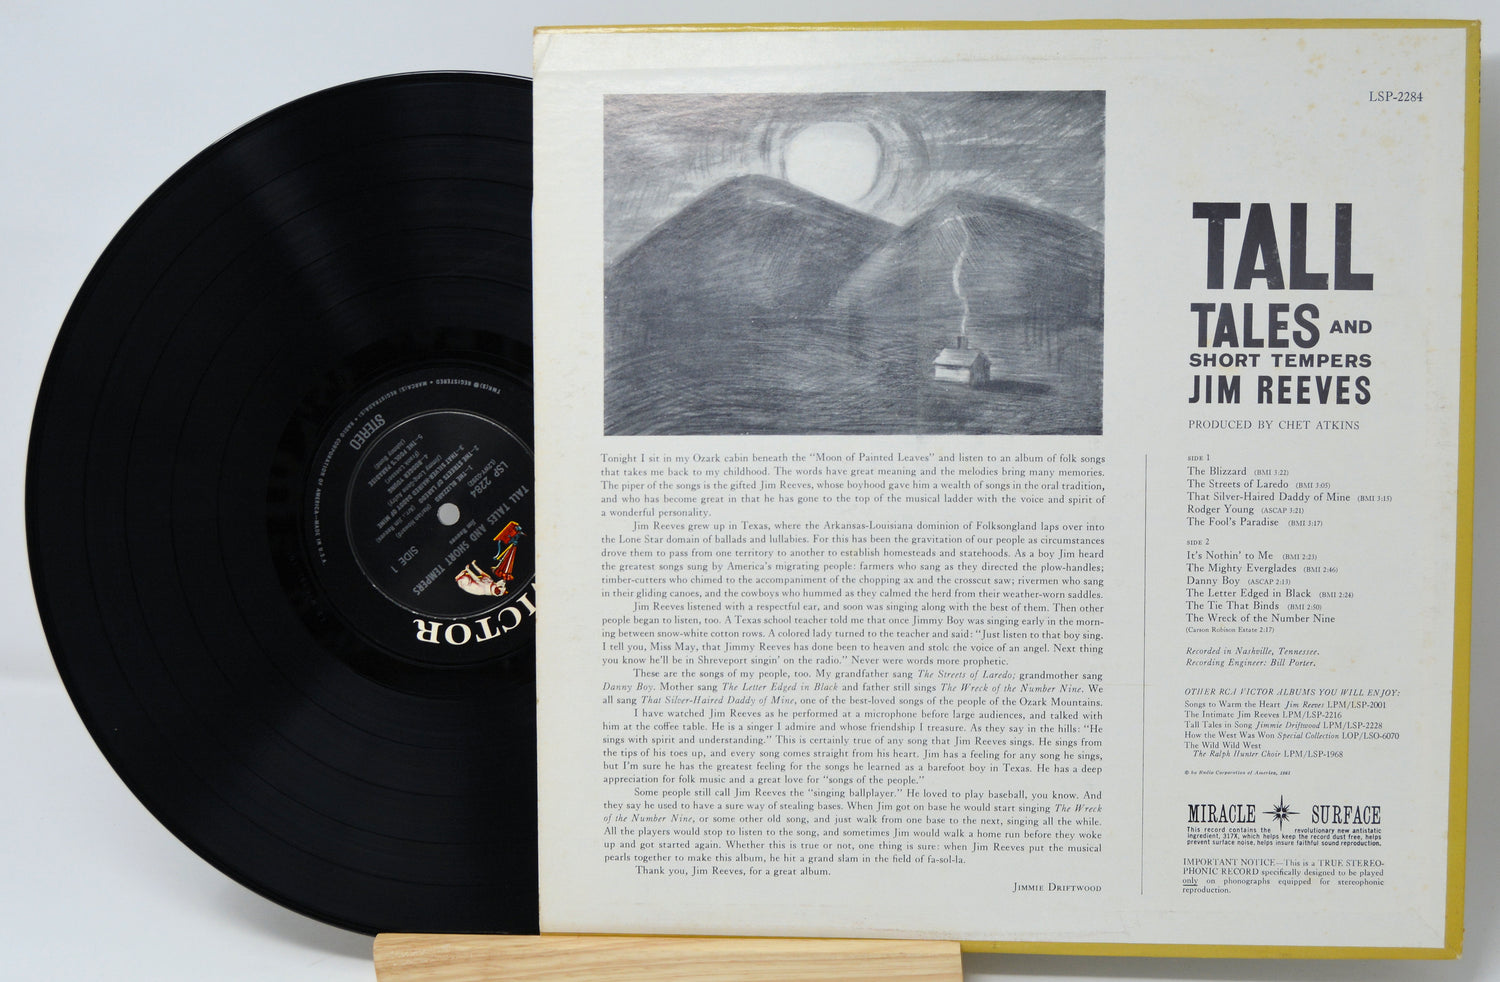 LSP-2284
TALL
TALES AND
SHORT TEMPERS
JIM REEVES
PRODUCED BY CHET ATKINS
Tonight I sit in my Ozark cabin beneath the "Moon of Painted Leaves" and listen to an album of folk songs
that takes me back to my childhood. The words have great meaning and the melodies bring many memories.
The piper of the songs is the gifted Jim Reeves, whose boyhood gave him a wealth of songs in the oral tradition,
and who has become great in that he has gone to the top of the musical ladder with the voice and spirit of
a wonderful personality.
Jim Reeves grew up in Texas, where the Arkansas-Louisiana dominion of Folksongland laps over into
the Lone Star domain of ballads and lullabies. For this has been the gravitation of our people as circumstances
drove them to pass from one territory to another to establish homesteads and statehoods. As a boy Jim heard
the greatest songs sung by America's migrating people: farmers who sang as they directed the plow-handles;
timber-cutters who chimed to the accompaniment of the chopping ax and the crosscut saw; rivermen who sang
in their gliding canoes, and the cowboys who hummed as they calmed the herd from their weather-worn saddles.
Jim Reeves listened with a respectful ear, and soon was singing along with the best of them. Then other
people began to listen, too. A Texas school teacher told me that once Jimmy Boy was singing early in the morn-
ing between snow-white cotton rows. A colored lady turned to the teacher and said: "Just listen to that boy sing.
I tell you, Miss May, that Jimmy Reeves has done been to heaven and stole the voice of an angel. Next thing
you know he'll be in Shreveport singin' on the radio." Never were words more prophetic.
These are the songs of my people, too. My grandfather sang The Streets of Laredo; grandmother sang
Danny Boy. Mother sang The Letter Edged in Black and father still sings The Wreck of the Number Nine. We
all sang That Silver-Haired Daddy of Mine, one of the best-loved songs of the people of the Ozark Mountains.
I have watched Jim Reeves as he performed at a microphone before large audiences, and talked with
him at the coffee table. He is a singer I admire and whose friendship I treasure. As they say in the hills: "He
sings with spirit and understanding." This is certainly true of any song that Jim Reeves sings. He sings from
the tips of his toes up, and every song comes straight from his heart. Jim has a feeling for any song he sings,
but I'm sure he has the greatest feeling for the songs he learned as a barefoot boy in Texas. He has a deep
appreciation for folk music and a great love for "songs of the people."
Some people still call Jim Reeves the "singing ballplayer." He loved to play baseball, you know. And
they say he used to have a sure way of stealing bases. When Jim got on base he would start singing The Wreck
of the Number Nine, or some other old song, and just walk from one base to the next, singing all the while.
All the players would stop to listen to the song, and sometimes Jim would walk a home run before they woke
up and got started again. Whether this is true or not, one thing is sure: when Jim Reeves put the musical
pearls together to make this album, he hit a grand slam in the field of fa-sol-la.
Thank you, Jim Reeves, for a great album.
JIMMIE DRIFTWOOD
SIDE 1
The Blizzard (BMI 3:22)
The Streets of Laredo (BMI 3:05)
That Silver-Haired Daddy of Mine (BMI 3:15)
Rodger Young (ASCAP 3:21)
The Fool's Paradise (BMI 3:17)
SIDE 2
It's Nothin' to Me (BMI 2:23)
The Mighty Everglades (BMI 2:46)
Danny Boy (ASCAP 2:13)
The Letter Edged in Black (BMI 2:24)
The Tie That Binds (BMI 2:50)
The Wreck of the Number Nine
(Carson Robison Estate 2:17)
Recorded in Nashville, Tennessee.
Recording Engineer: Bill Porter.
OTHER RCA VICTOR ALBUMS YOU WILL ENJOY:
Songs to Warm the Heart Jim Reeves LPM/LSP-2001
The Intimate Jim Reeves LPM/LSP-2216
Tall Tales in Song Jimmie Driftwood LPM/LSP-2228
How the West Was Won Special Collection LOP/LSO-6070
The Wild Wild West
The Ralph Hunter Choir LPM/LSP-1968
© by Radio Corporation of America, 1961
MIRACLE SURFACE
This record contains the revolutionary new antistatic
ingredient, 317X, which helps keep the record dust free, helps
prevent surface noise, helps insure faithful sound reproduction.
IMPORTANT NOTICE—This is a TRUE STEREO-
PHONIC RECORD specifically designed to be played
only on phonographs equipped for stereophonic
reproduction.
STEREO
LSP 2284
TALL TALES AND SHORT TEMPERS
Jim Reeves
SIDE 1
1-THE BLIZZARD
2-THE STREETS OF LAREDO
3-THAT SILVER-HAIRED DADDY OF MINE
4-RODGER YOUNG
VICTOR